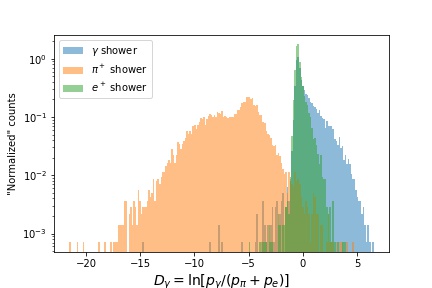 γ shower
π⁺ shower
e⁺ shower
"Normalized" counts
10⁰
10⁻¹
10⁻²
10⁻³
−20 −15 −10 −5 0 5
D_γ = ln[p_γ/(p_π + p_e)]